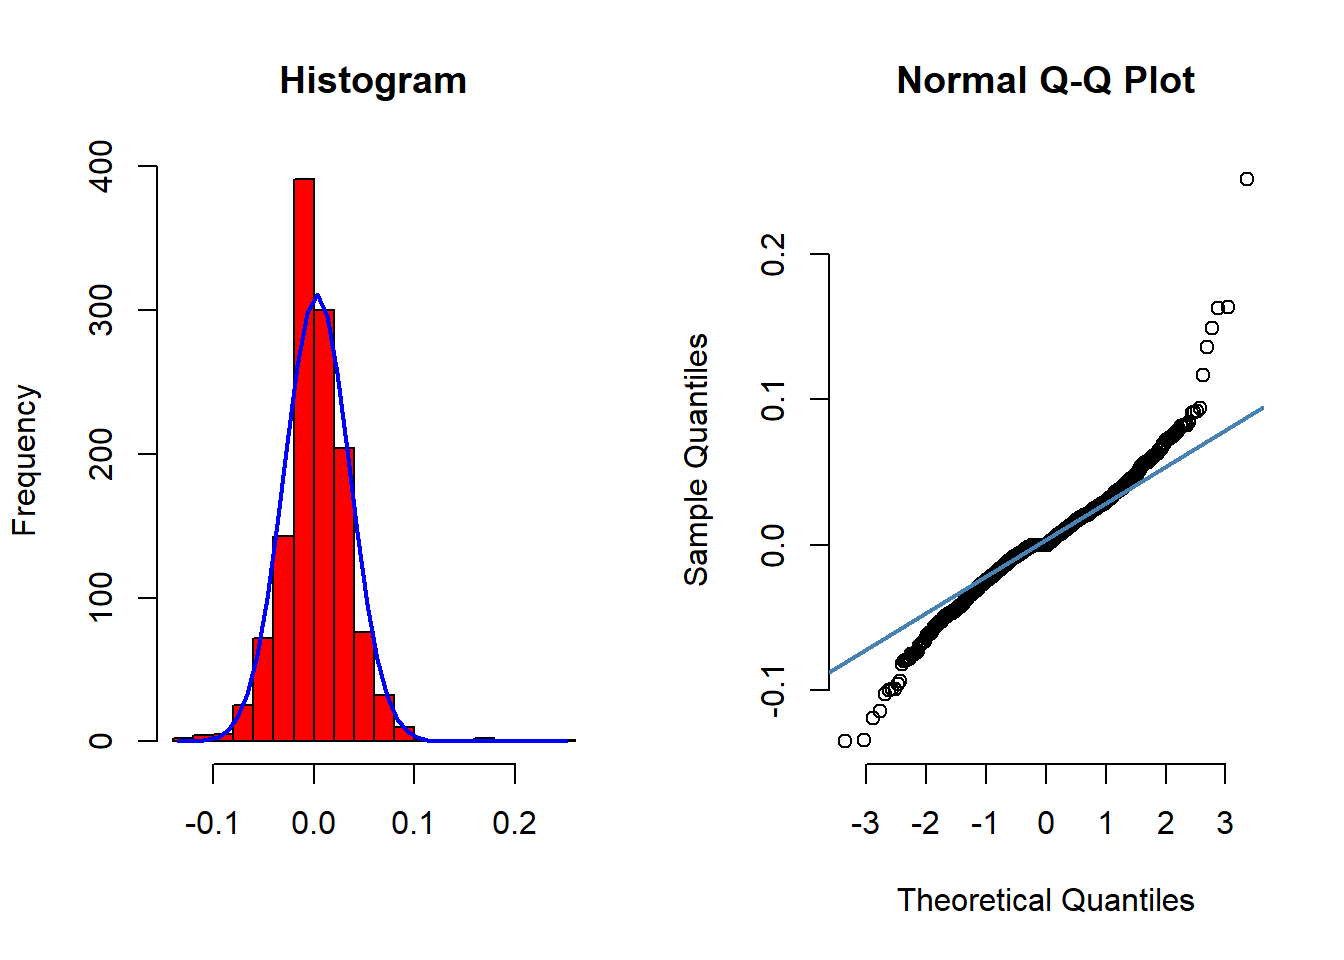 Histogram
Frequency
400
300
200
100
0
-0.1 0.0 0.1 0.2
Normal Q-Q Plot
Sample Quantiles
0.2
0.1
0.0
-0.1
-3 -2 -1 0 1 2 3
Theoretical Quantiles